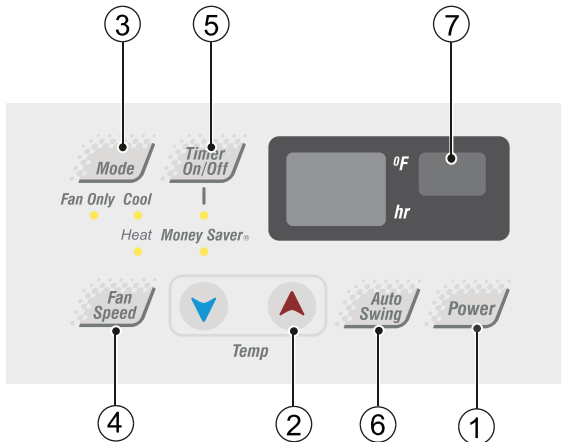 3
5
7
Mode
Timer
On/Off
ºF
hr
Fan Only Cool
Heat Money Saver®
Fan
Speed
Temp
Auto
Swing
Power
4
2
6
1